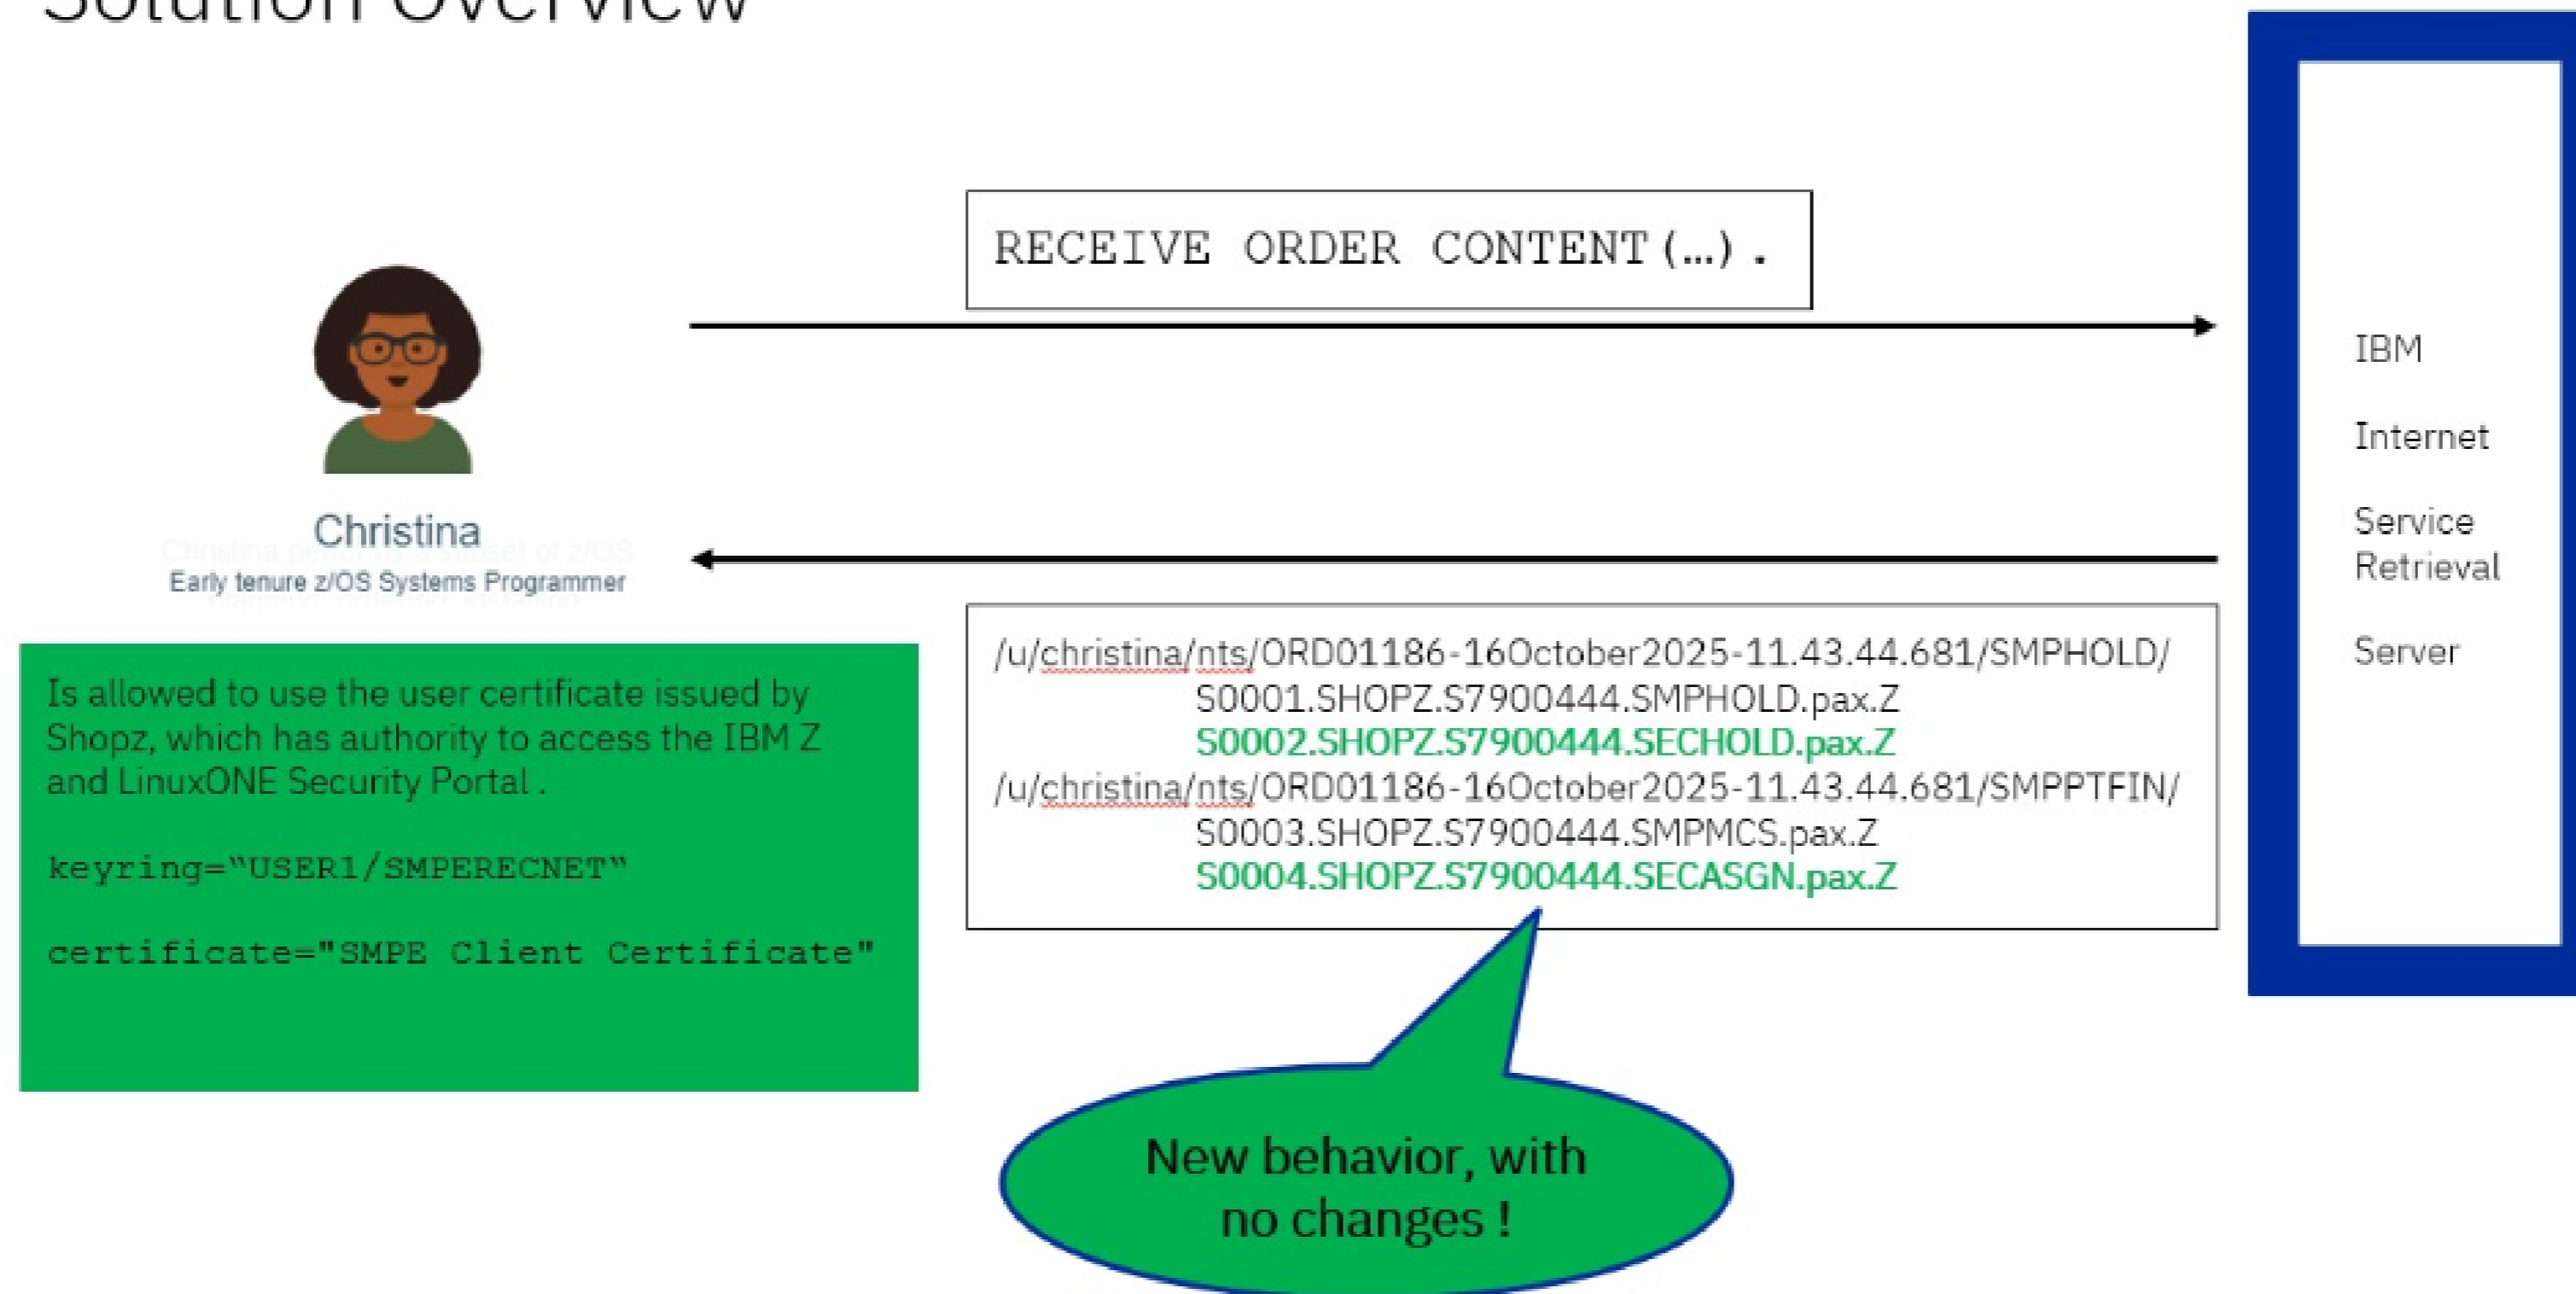 Solution Overview
RECEIVE ORDER CONTENT(…).
Christina
Early tenure z/OS Systems Programmer
Is allowed to use the user certificate issued by
Shopz, which has authority to access the IBM Z
and LinuxONE Security Portal .
keyring=“USER1/SMPERECNET“
certificate="SMPE Client Certificate"
/u/christina/nts/ORD01186-16October2025-11.43.44.681/SMPHOLD/
S0001.SHOPZ.S7900444.SMPHOLD.pax.Z
S0002.SHOPZ.S7900444.SECHOLD.pax.Z
/u/christina/nts/ORD01186-16October2025-11.43.44.681/SMPPTFIN/
S0003.SHOPZ.S7900444.SMPMCS.pax.Z
S0004.SHOPZ.S7900444.SECASGN.pax.Z
New behavior, with
no changes !
IBM
Internet
Service
Retrieval
Server